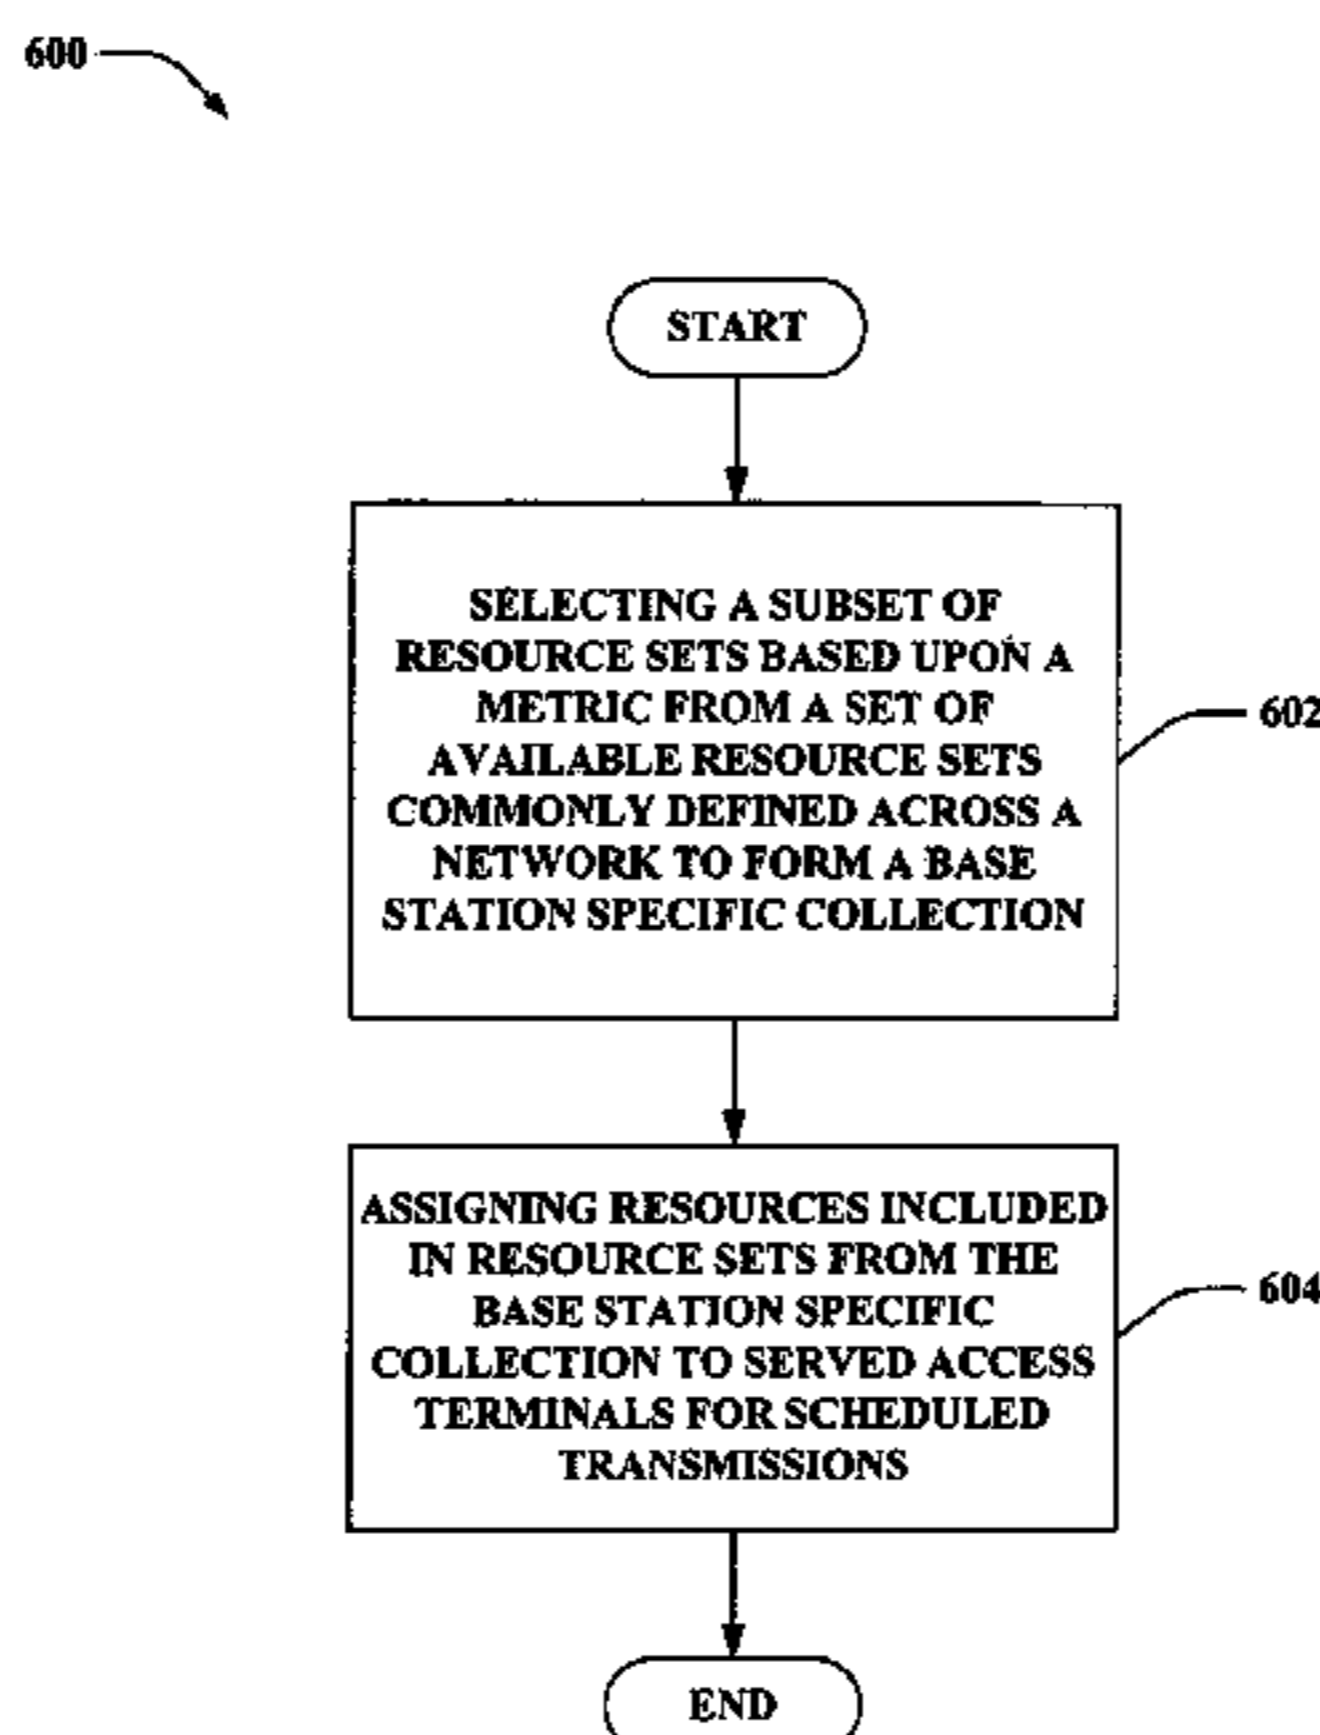 600
START
SELECTING A SUBSET OF
RESOURCE SETS BASED UPON A
METRIC FROM A SET OF
AVAILABLE RESOURCE SETS
COMMONLY DEFINED ACROSS A
NETWORK TO FORM A BASE
STATION SPECIFIC COLLECTION
602
ASSIGNING RESOURCES INCLUDED
IN RESOURCE SETS FROM THE
BASE STATION SPECIFIC
COLLECTION TO SERVED ACCESS
TERMINALS FOR SCHEDULED
TRANSMISSIONS
604
END